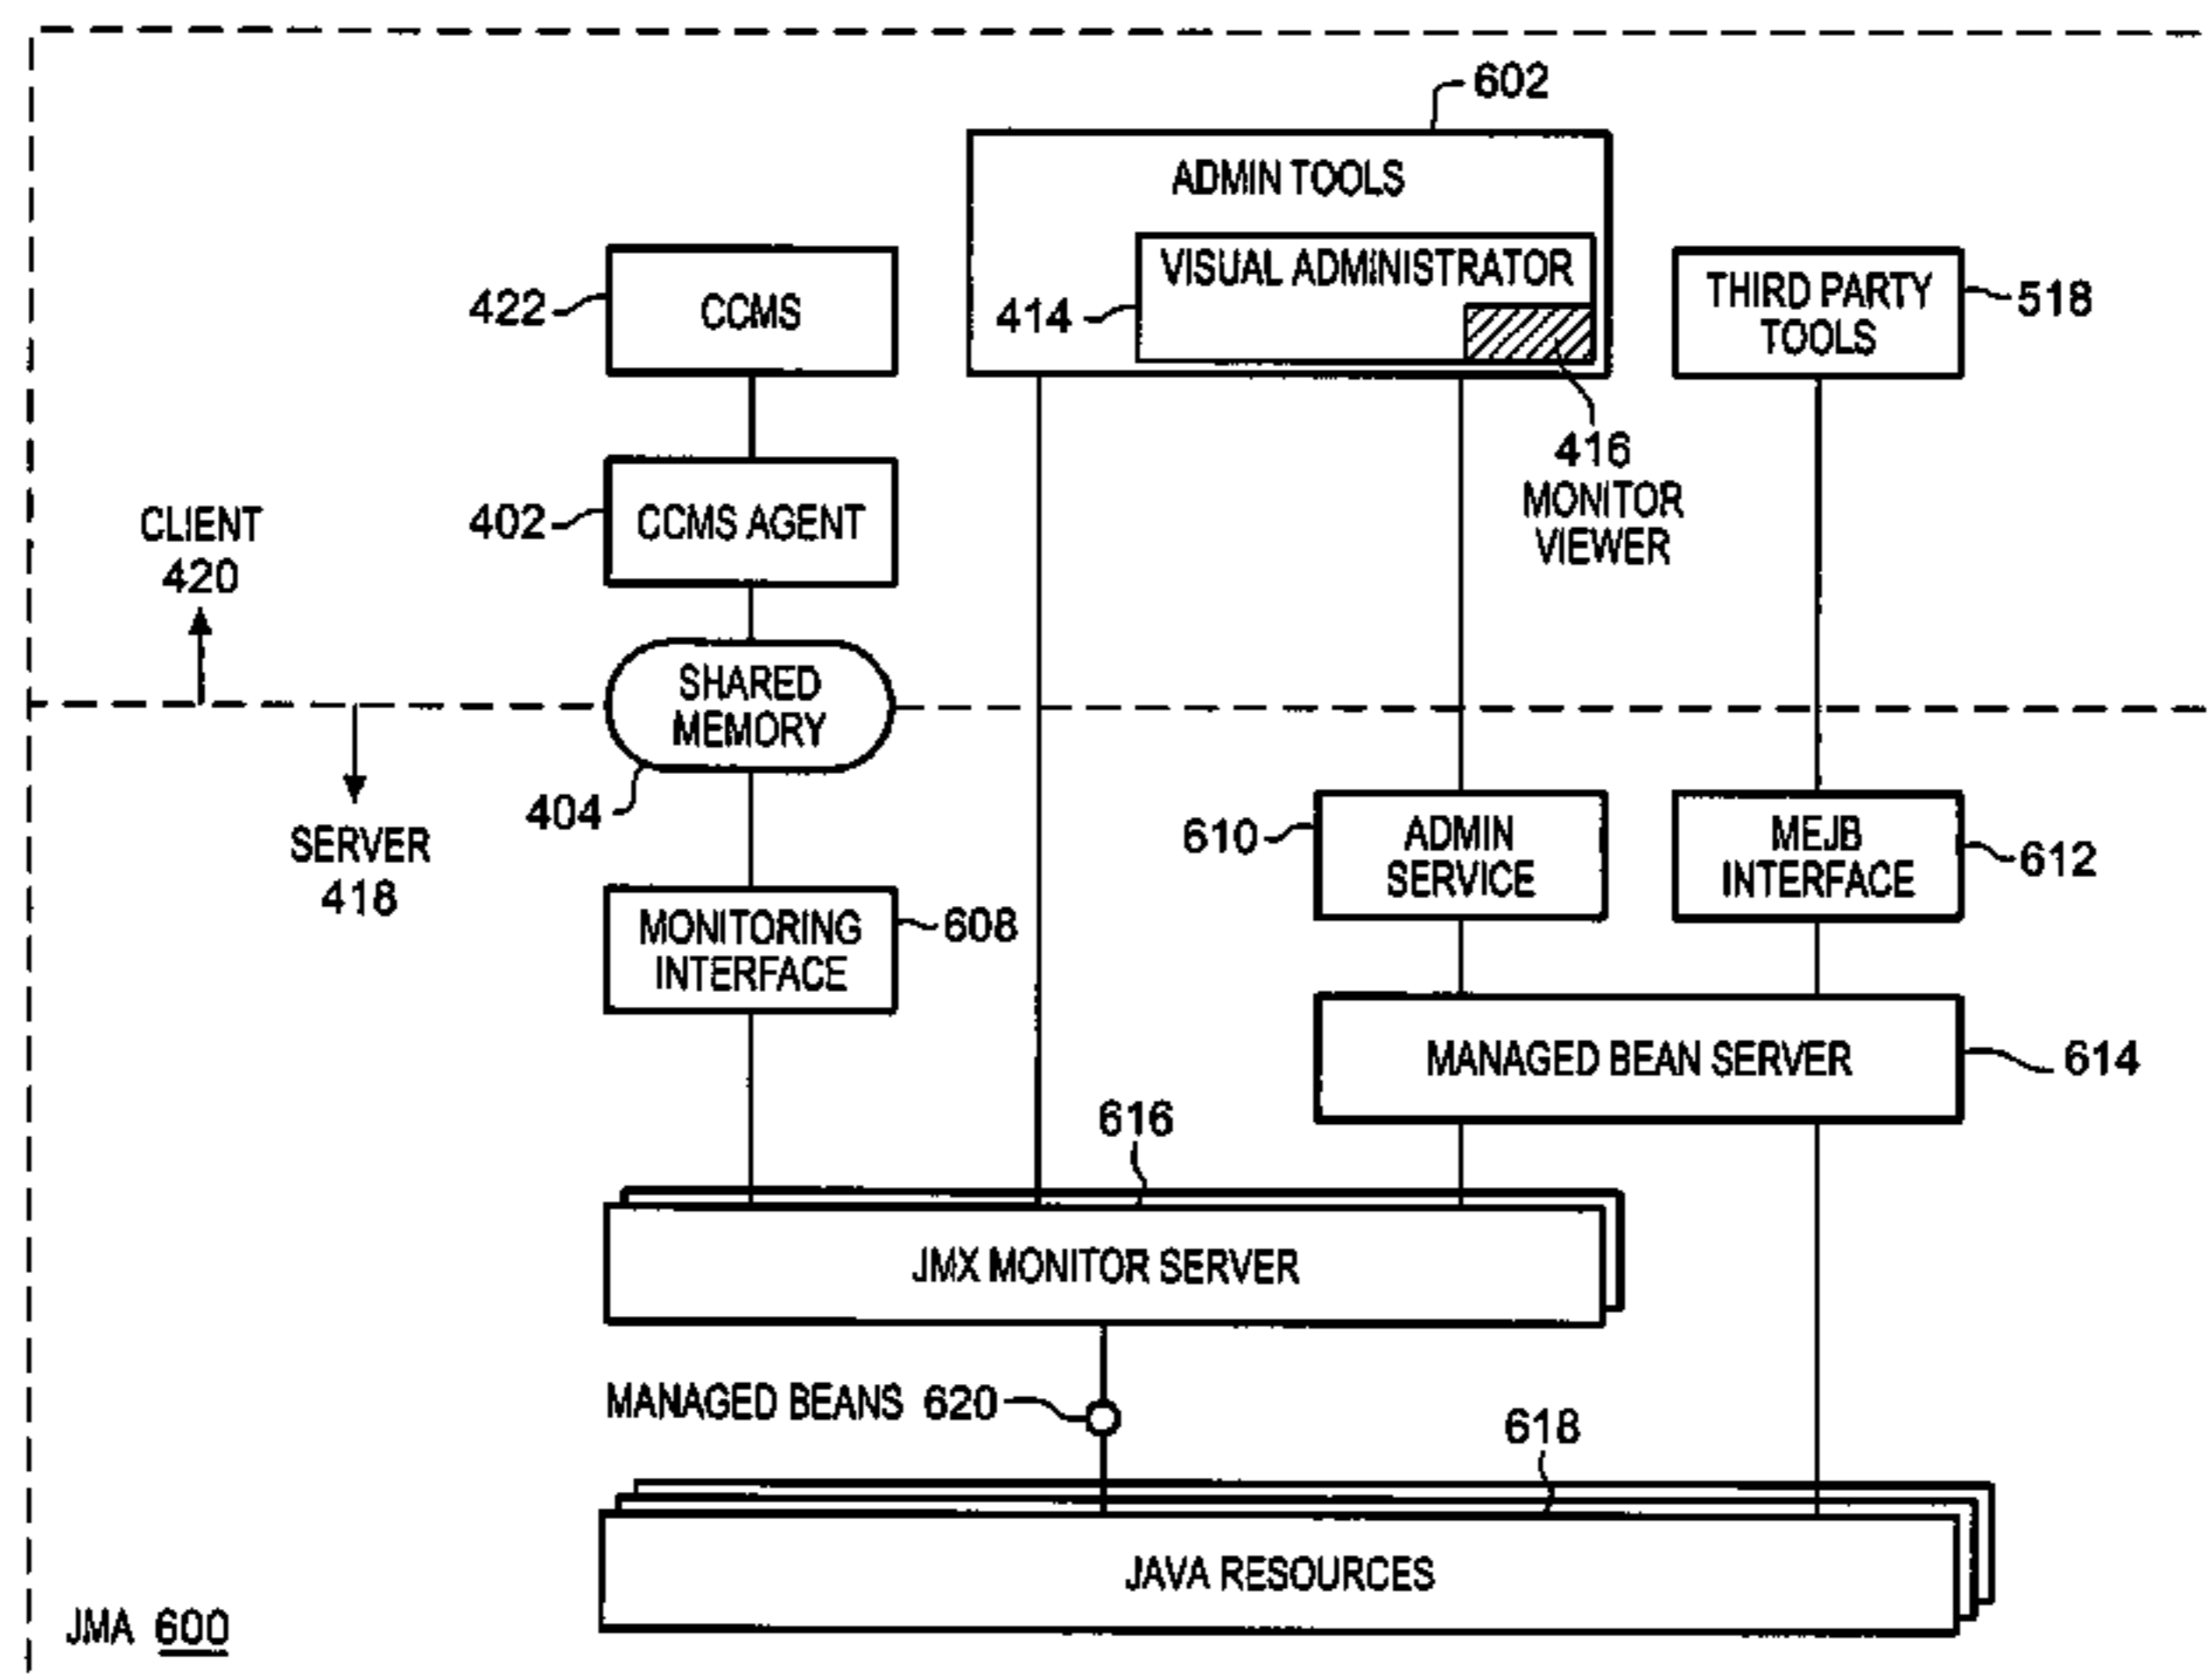 602
ADMIN TOOLS
VISUAL ADMINISTRATOR
414
422
CCMS
THIRD PARTY
TOOLS
518
416
MONITOR
VIEWER
402
CCMS AGENT
CLIENT
420
SHARED
MEMORY
404
SERVER
418
610
ADMIN
SERVICE
MEJB
INTERFACE
612
MONITORING
INTERFACE
608
MANAGED BEAN SERVER
614
616
JMX MONITOR SERVER
MANAGED BEANS 620
618
JAVA RESOURCES
JMA 600